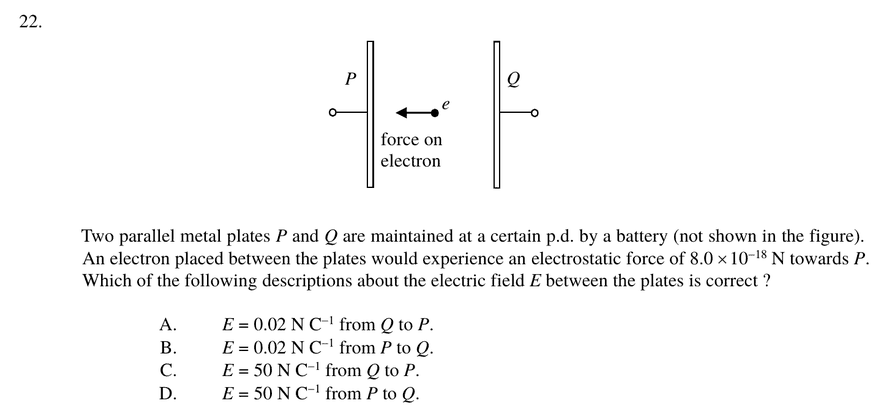 22.
P
Q
e
force on
electron
Two parallel metal plates P and Q are maintained at a certain p.d. by a battery (not shown in the figure).
An electron placed between the plates would experience an electrostatic force of 8.0 × 10⁻¹⁸ N towards P.
Which of the following descriptions about the electric field E between the plates is correct ?
A. E = 0.02 N C⁻¹ from Q to P.
B. E = 0.02 N C⁻¹ from P to Q.
C. E = 50 N C⁻¹ from Q to P.
D. E = 50 N C⁻¹ from P to Q.